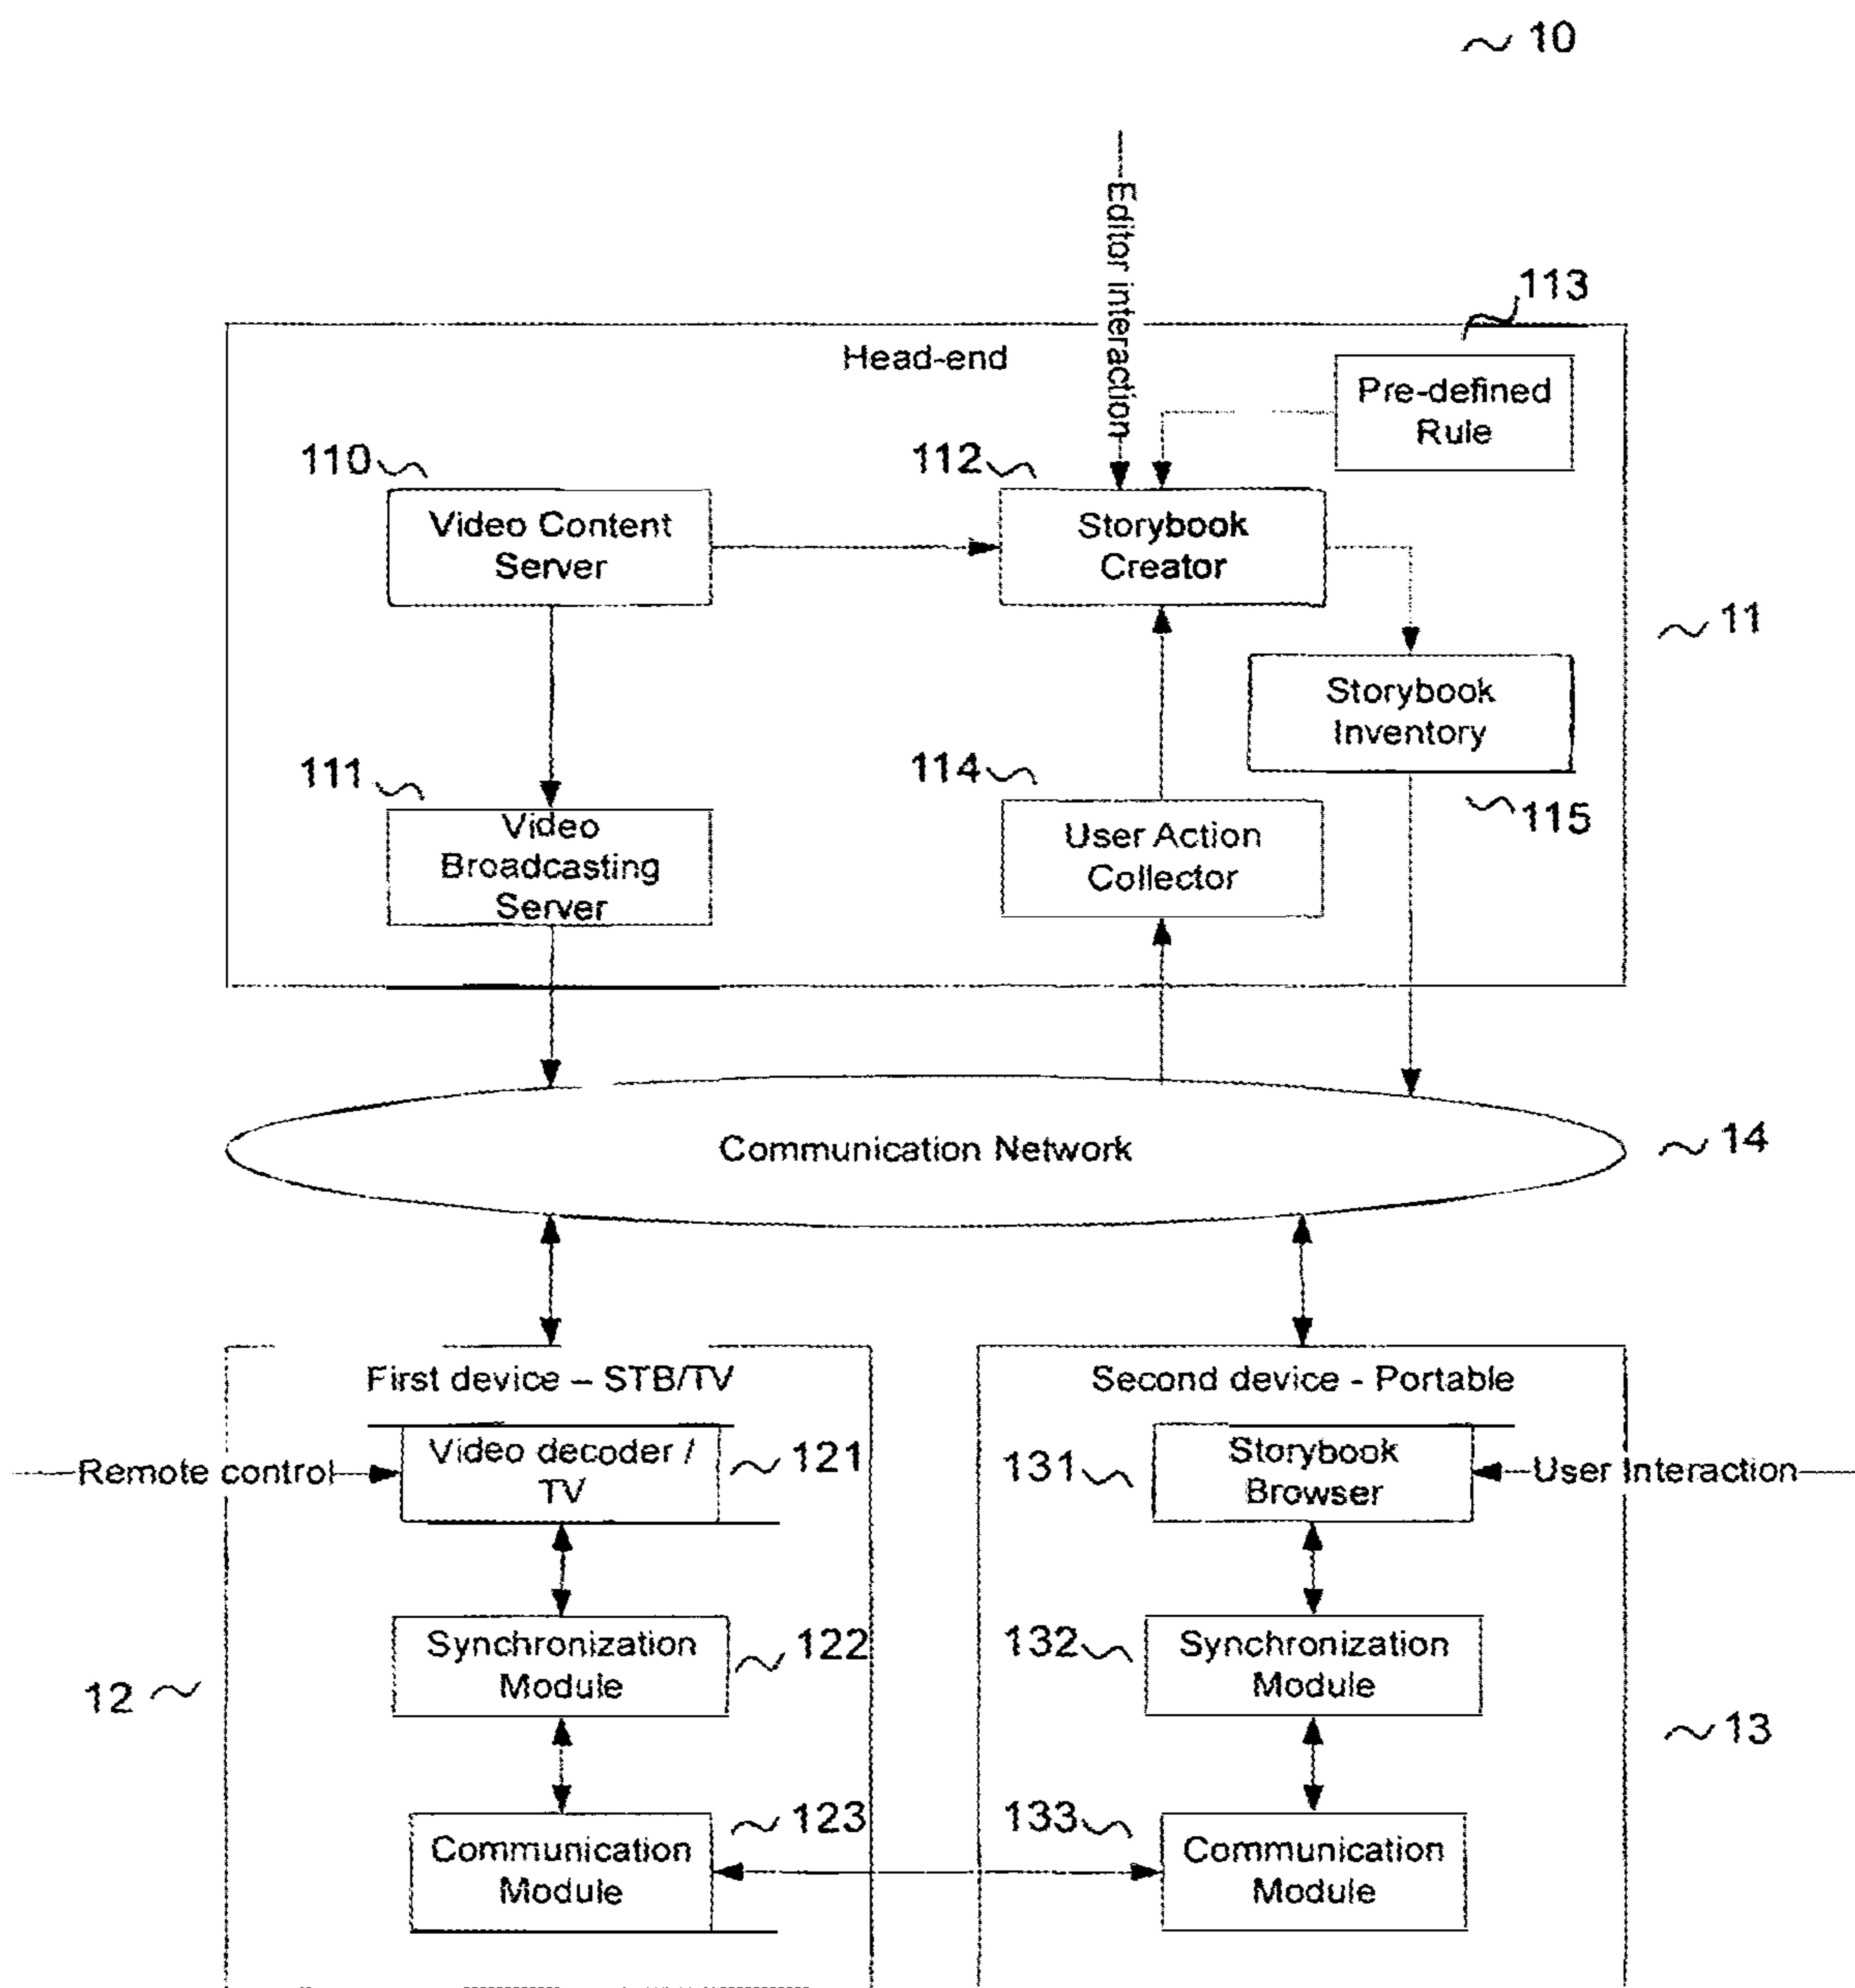 10
Editor interaction
113
Head-end
Pre-defined
Rule
110
112
Video Content
Server
Storybook
Creator
11
Storybook
Inventory
111
114
115
Video
Broadcasting
Server
User Action
Collector
Communication Network
14
First device – STB/TV
Second device - Portable
Remote control
Video decoder /
TV
121
131
Storybook
Browser
User Interaction
Synchronization
Module
122
132
Synchronization
Module
12
13
Communication
Module
123
133
Communication
Module